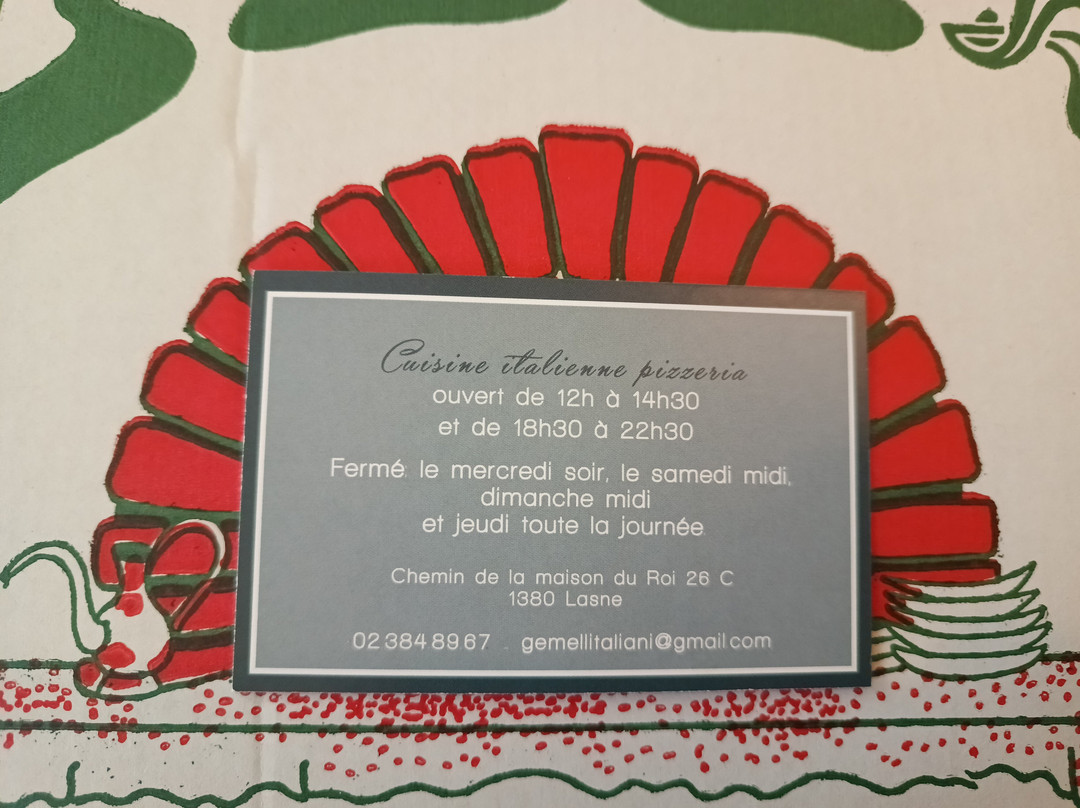 Cuisine italienne pizzeria
ouvert de 12h à 14h30
et de 18h30 à 22h30
Fermé le mercredi soir, le samedi midi,
dimanche midi
et jeudi toute la journée
Chemin de la maison du Roi 26 C
1380 Lasne
02 384 89 67 . gemellitaliani@gmail.com